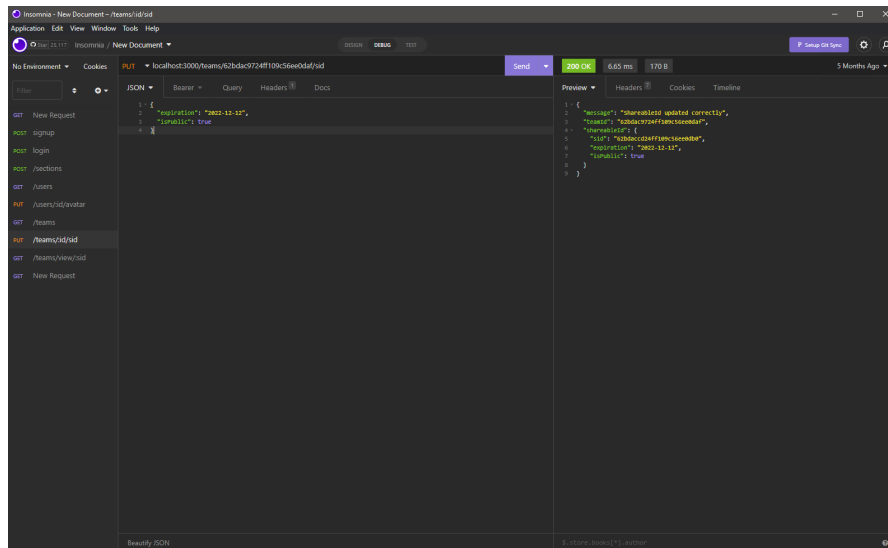 Insomnia - New Document – /teams/:id/sid
Application Edit View Window Tools Help
Star 23,117 Insomnia / New Document
DESIGN DEBUG TEST
Setup Git Sync
No Environment Cookies
PUT localhost:3000/teams/62bdac9724ff109c56ee0daf/sid Send
200 OK 6.65 ms 170 B 5 Months Ago
Filter
JSON Bearer Query Headers 1 Docs
Preview Headers 7 Cookies Timeline
GET New Request
POST signup
POST login
POST /sections
GET /users
PUT /users/:id/avatar
GET /teams
PUT /teams/:id/sid
GET /teams/view/:sid
GET New Request
1 {
2 "expiration": "2022-12-12",
3 "isPublic": true
4 }
1 {
2 "message": "ShareableId updated correctly",
3 "teamId": "62bdac9724ff109c56ee0daf",
4 "shareableId": {
5 "sid": "62bdaccd24ff109c56ee0db0",
6 "expiration": "2022-12-12",
7 "isPublic": true
8 }
9 }
Beautify JSON
$.store.books[*].author